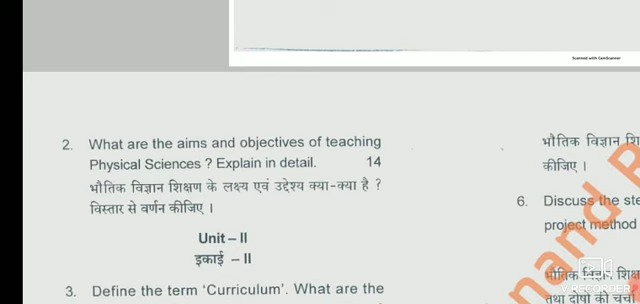 Scanned with CamScanner
2. What are the aims and objectives of teaching
Physical Sciences ? Explain in detail. 14
भौतिक विज्ञान शिक्षण के लक्ष्य एवं उद्देश्य क्या-क्या है ?
विस्तार से वर्णन कीजिए ।
Unit – II
इकाई – II
3. Define the term 'Curriculum'. What are the
भौतिक विज्ञान
कीजिए ।
6. Discuss the
project method
भौतिक विज्ञान
तथा दोषों की
V RECORDER